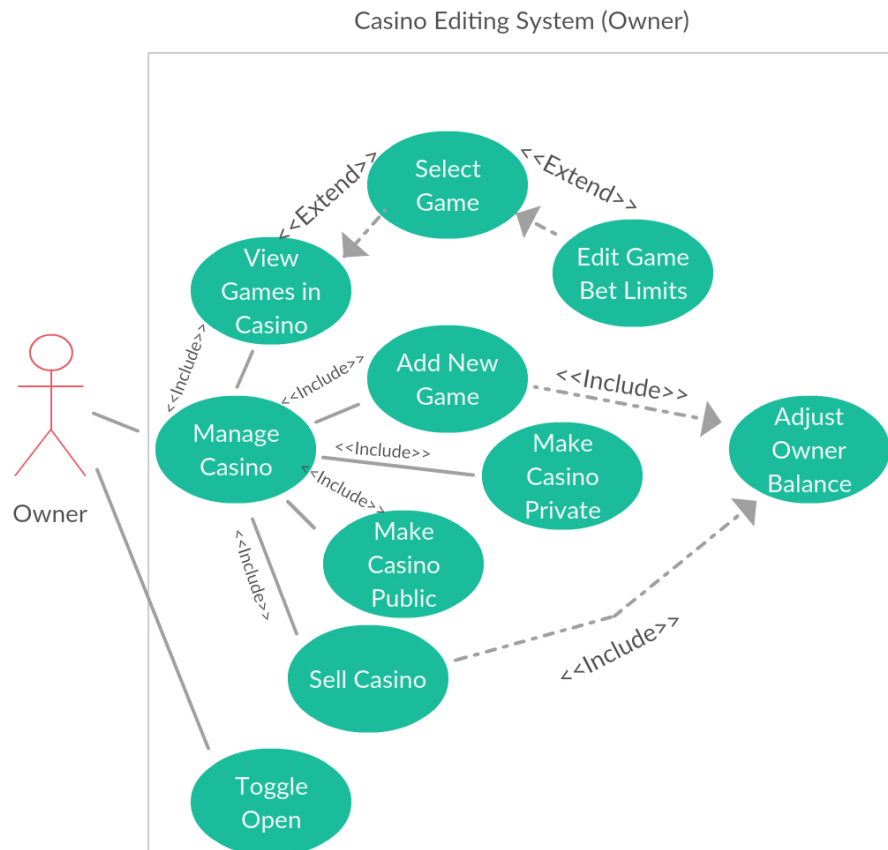 Casino Editing System (Owner)
<<Extend>>
Select
Game
<<Extend>>
View
Games in
Casino
Edit Game
Bet Limits
<<Include>>
<<Include>>
Add New
Game
<<Include>>
Adjust
Owner
Balance
Manage
Casino
<<Include>>
Make
Casino
Private
<<Include>>
Owner
Make
Casino
Public
<<Include>>
Sell Casino
<<Include>>
Toggle
Open